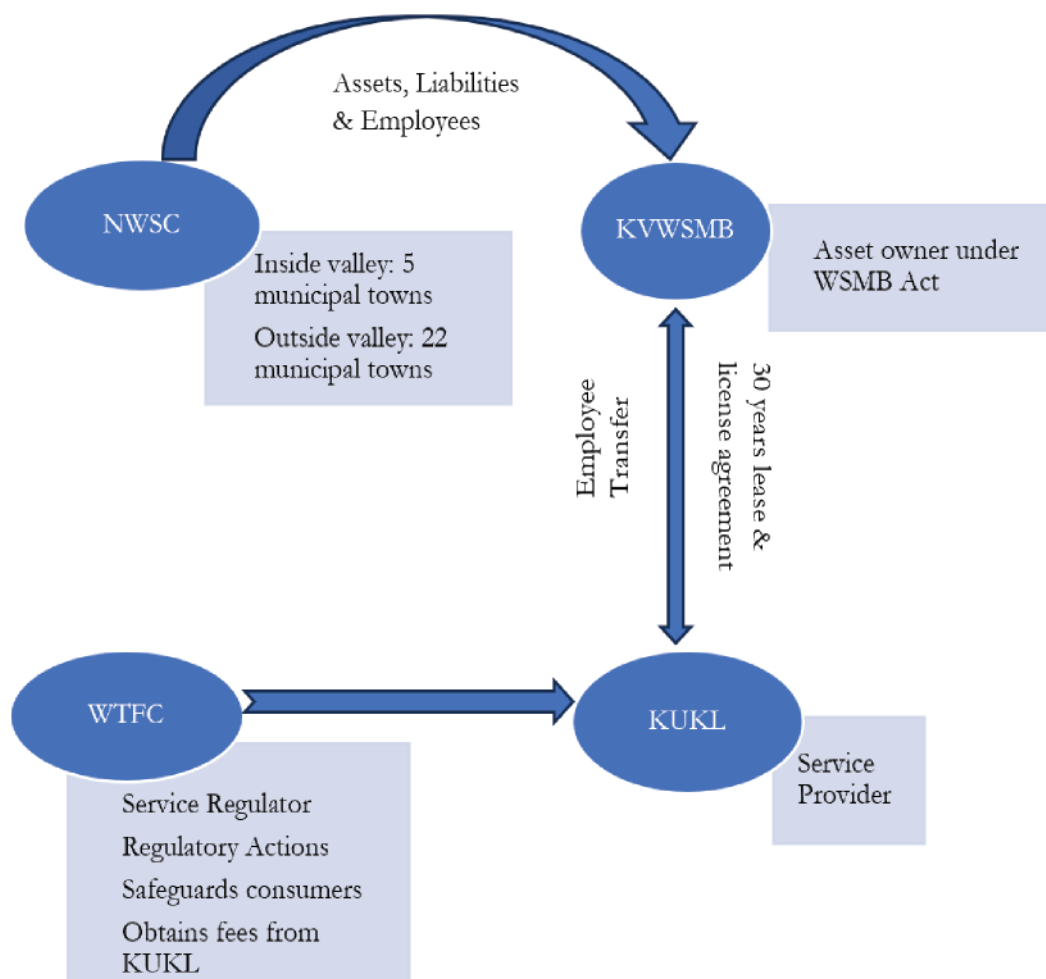 Assets, Liabilities
& Employees
NWSC
KVWSMB
Inside valley: 5
municipal towns
Outside valley: 22
municipal towns
Asset owner under
WSMB Act
Employee
Transfer
30 years lease &
license agreement
WTFC
KUKL
Service Regulator
Regulatory Actions
Safeguards consumers
Obtains fees from
KUKL
Service
Provider